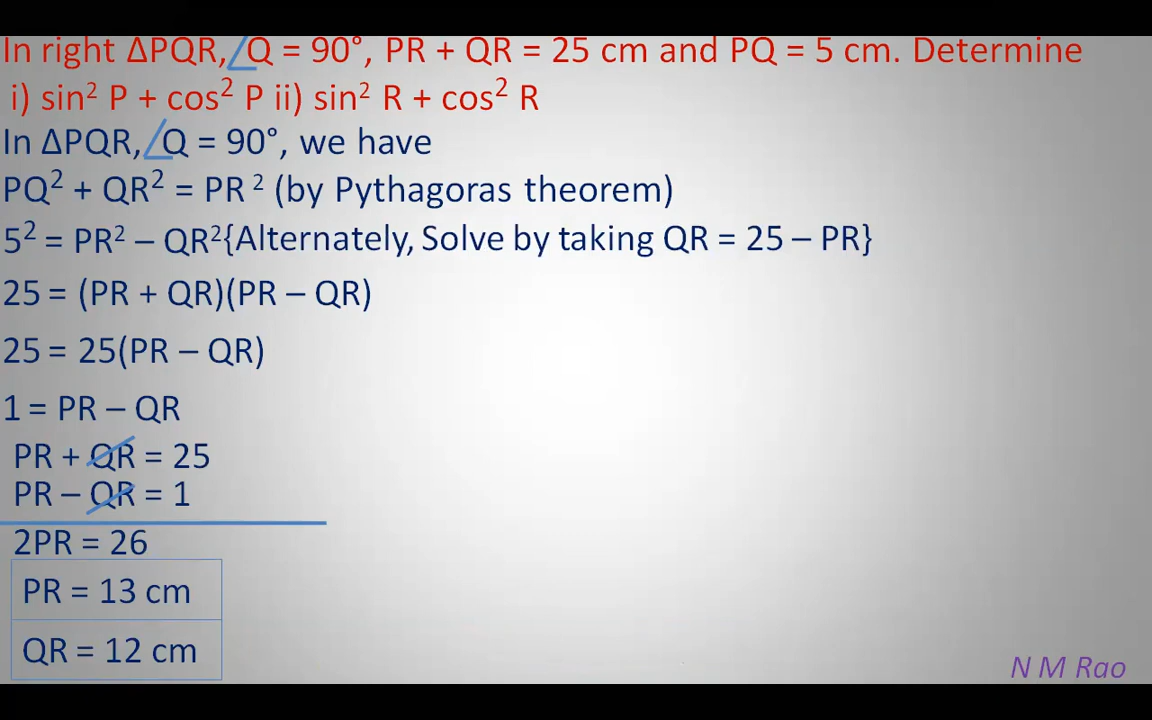 In right ΔPQR, ∠Q = 90°, PR + QR = 25 cm and PQ = 5 cm. Determine
i) sin² P + cos² P ii) sin² R + cos² R
In ΔPQR, ∠Q = 90°, we have
PQ² + QR² = PR ² (by Pythagoras theorem)
5² = PR² – QR²{Alternately, Solve by taking QR = 25 – PR}
25 = (PR + QR)(PR – QR)
25 = 25(PR – QR)
1 = PR – QR
PR + QR = 25
PR – QR = 1
2PR = 26
PR = 13 cm
QR = 12 cm
N M Rao